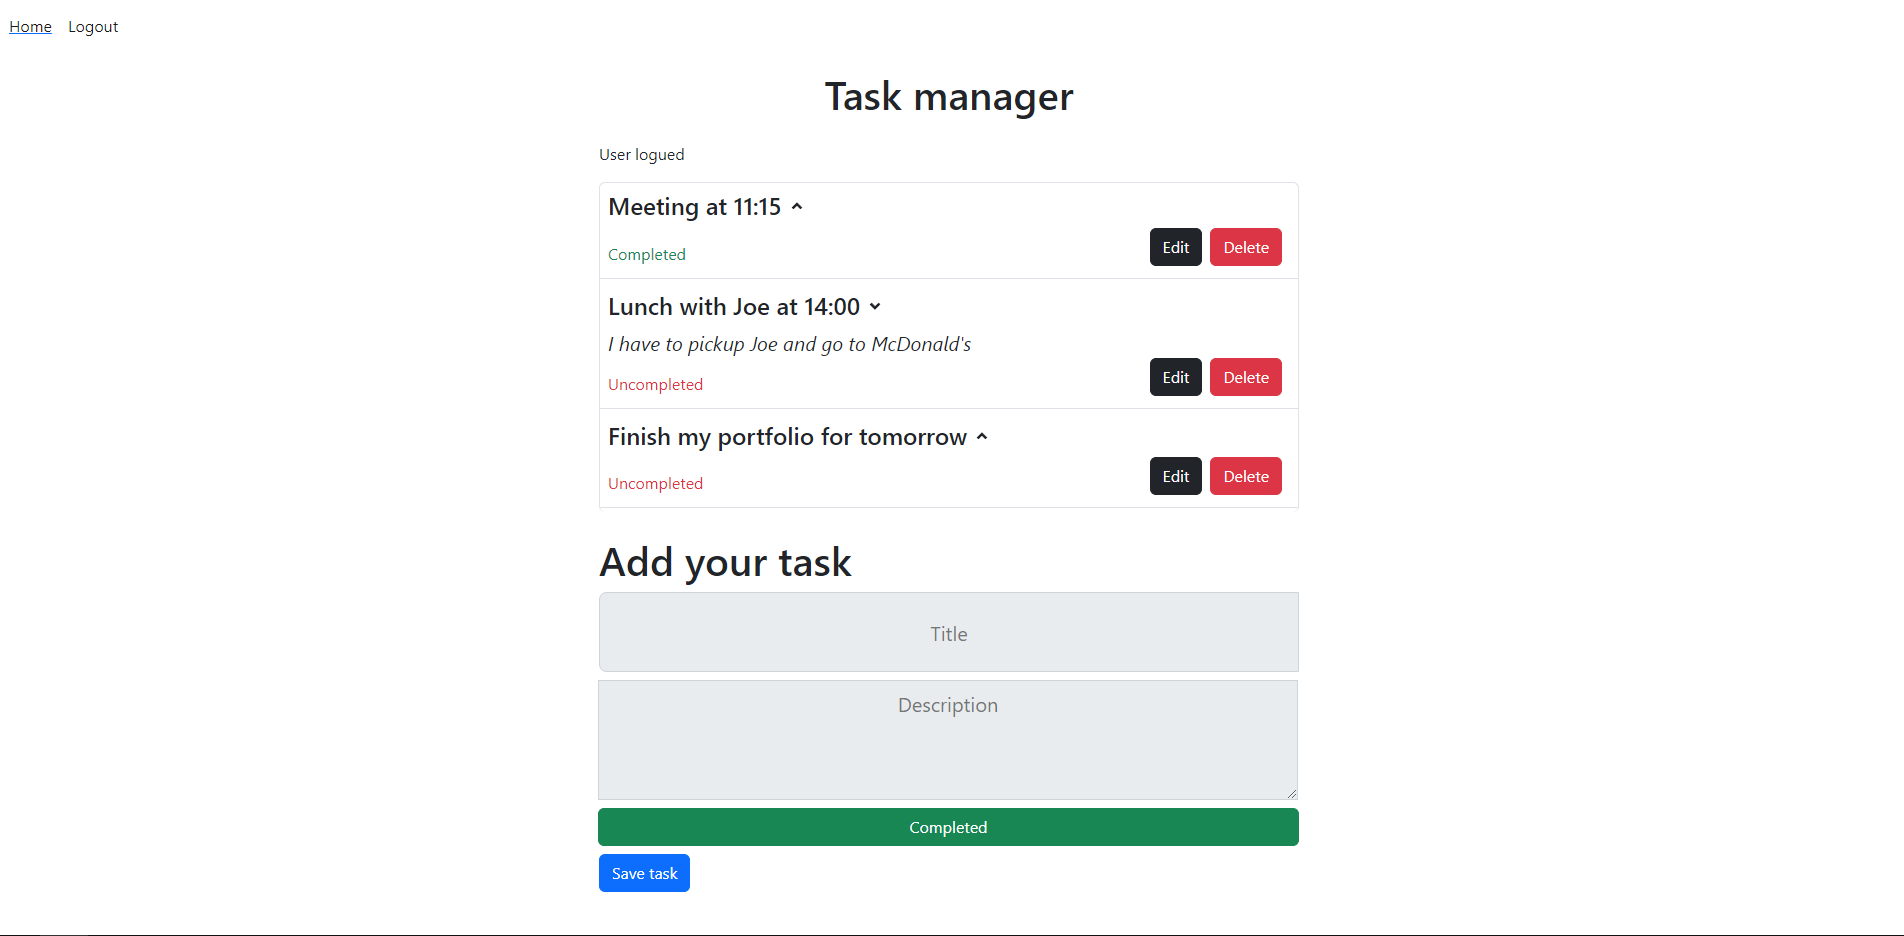 Home Logout
Task manager
User logued
Meeting at 11:15
Completed Edit Delete
Lunch with Joe at 14:00
I have to pickup Joe and go to McDonald's
Uncompleted Edit Delete
Finish my portfolio for tomorrow
Uncompleted Edit Delete
Add your task
Title
Description
Completed
Save task